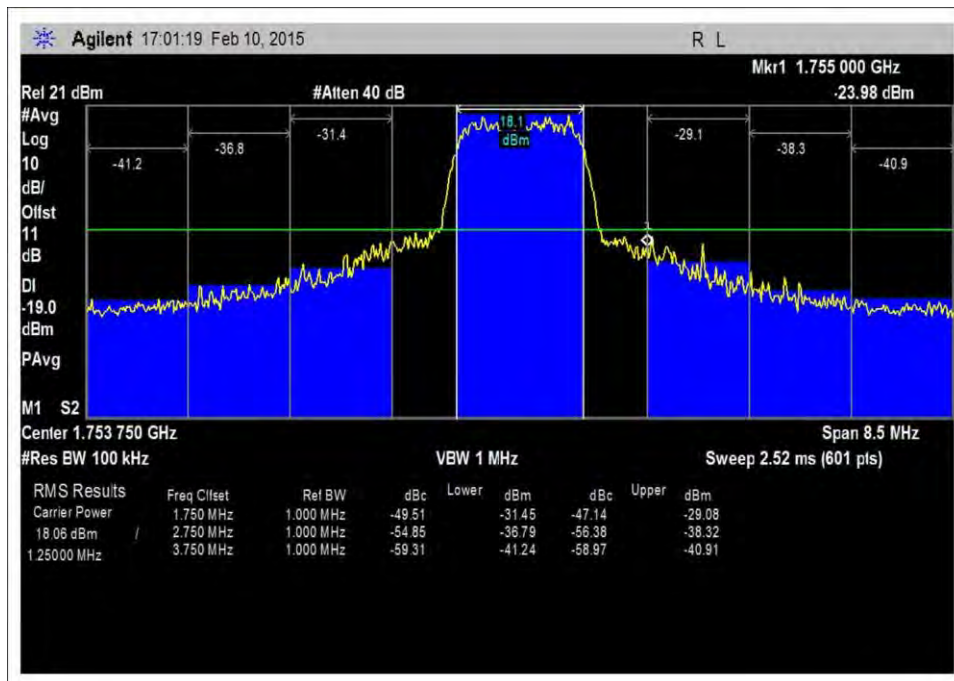 Agilent 17:01:19 Feb 10, 2015 R L
Mkr1 1.755 000 GHz
Ref 21 dBm #Atten 40 dB -23.98 dBm
#Avg
Log
10
dB/
Offst
11
dB
DI
-19.0
dBm
PAvg
M1 S2
-41.2 -36.8 -31.4 18.1 dBm -29.1 -38.3 -40.9
1
Center 1.753 750 GHz Span 8.5 MHz
#Res BW 100 kHz VBW 1 MHz Sweep 2.52 ms (601 pts)
RMS Results Freq Offset Ref BW dBc Lower dBm dBc Upper dBm
Carrier Power 1.750 MHz 1.000 MHz -49.51 -31.45 -47.14 -29.08
18.06 dBm / 2.750 MHz 1.000 MHz -54.85 -36.79 -56.38 -38.32
1.25000 MHz 3.750 MHz 1.000 MHz -59.31 -41.24 -58.97 -40.91